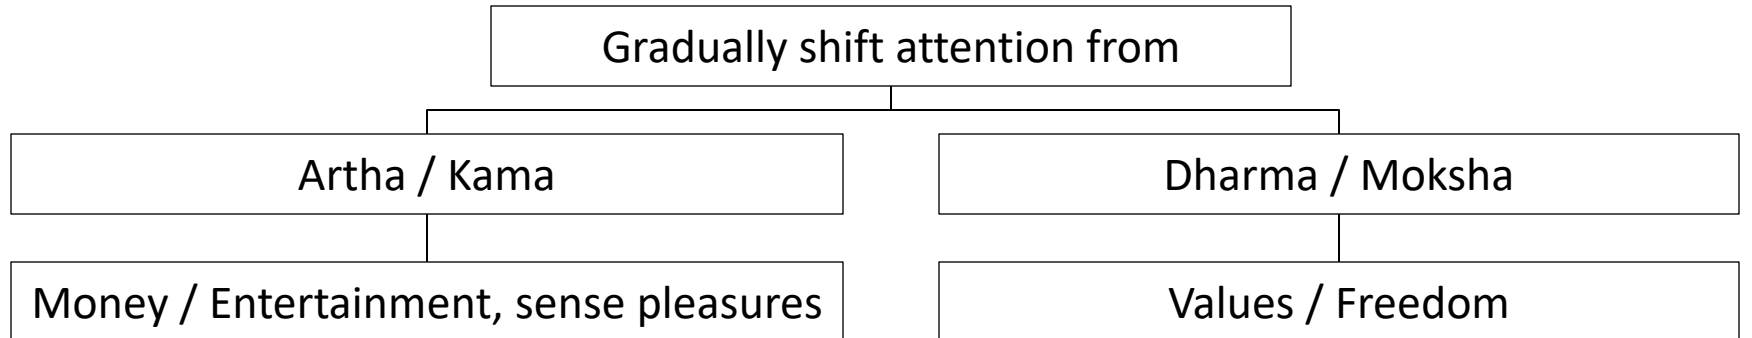 Gradually shift attention from
Artha / Kama
Dharma / Moksha
Money / Entertainment, sense pleasures
Values / Freedom